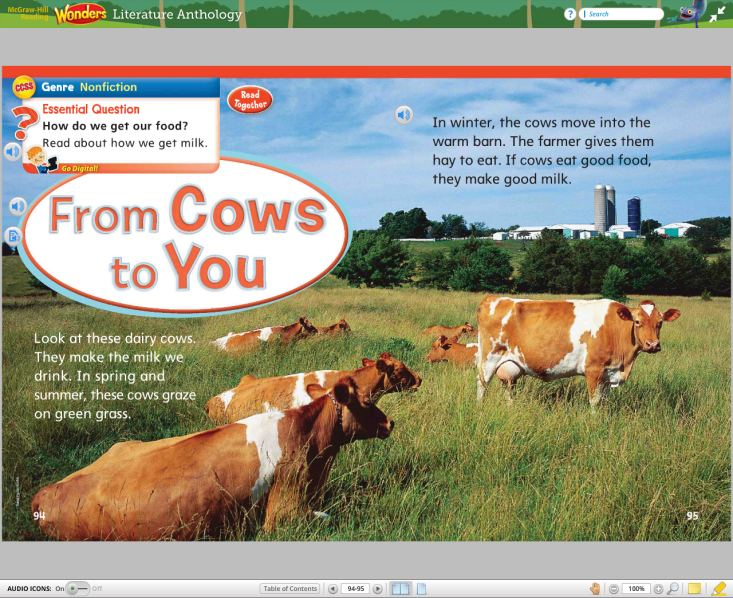 McGraw-Hill
Reading
Wonders
Literature Anthology
?
Search
CCSS
Genre Nonfiction
Essential Question
How do we get our food?
Read about how we get milk.
Go Digital!
Read
Together
From Cows
to You
Look at these dairy cows.
They make the milk we
drink. In spring and
summer, these cows graze
on green grass.
94
In winter, the cows move into the
warm barn. The farmer gives them
hay to eat. If cows eat good food,
they make good milk.
95
AUDIO ICONS: On Off
Table of Contents
94-95
100%